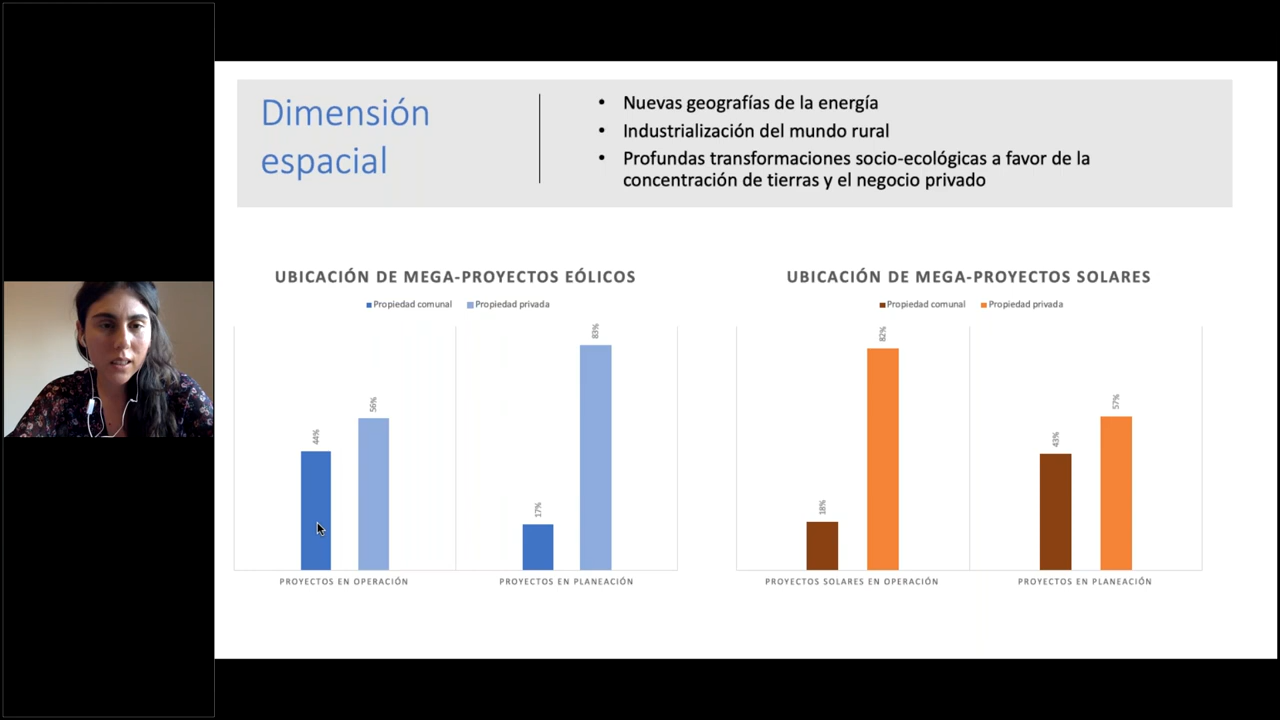 Dimensión
espacial
• Nuevas geografías de la energía
• Industrialización del mundo rural
• Profundas transformaciones socio-ecológicas a favor de la
concentración de tierras y el negocio privado
UBICACIÓN DE MEGA-PROYECTOS EÓLICOS
Propiedad comunal Propiedad privada
44%
56%
17%
83%
PROYECTOS EN OPERACIÓN
PROYECTOS EN PLANEACIÓN
UBICACIÓN DE MEGA-PROYECTOS SOLARES
Propiedad comunal Propiedad privada
18%
82%
43%
57%
PROYECTOS SOLARES EN OPERACIÓN
PROYECTOS EN PLANEACIÓN